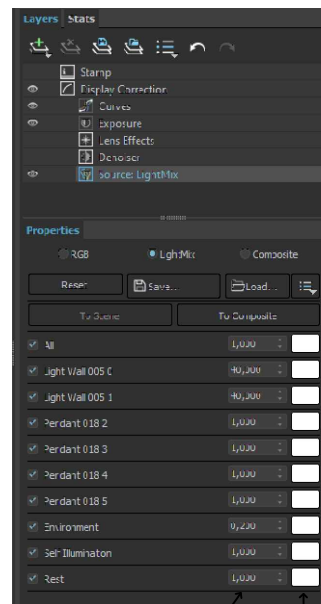 Layers Stats
Stamp
Display Correction
Curves
Exposure
Lens Effects
Denoiser
Source: LightMix
Properties
RGB LightMix Composite
Reset Save... Load...
To Scene To Composite
All 1,000
Light Wall 005 0 40,000
Light Wall 005 1 40,000
Pendant 018 2 1,000
Pendant 018 3 1,000
Pendant 018 4 1,000
Pendant 018 5 1,000
Environment 0,200
Self Illumination 1,000
Rest 1,000